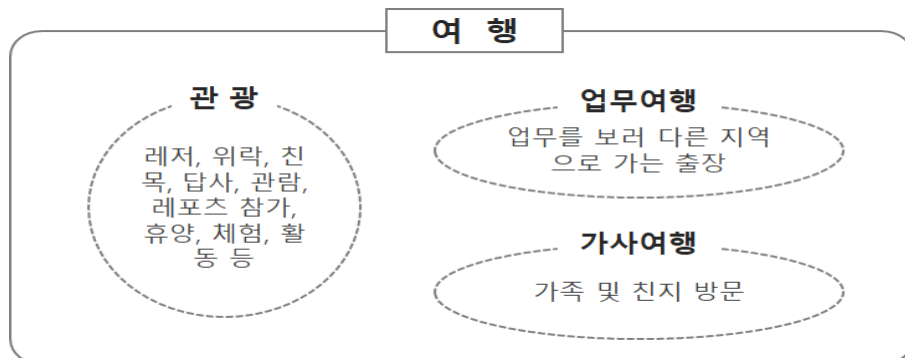 여 행
관 광
레저, 위락, 친
목, 답사, 관람,
레포츠 참가,
휴양, 체험, 활
동 등
업무여행
업무를 보러 다른 지역
으로 가는 출장
가사여행
가족 및 친지 방문